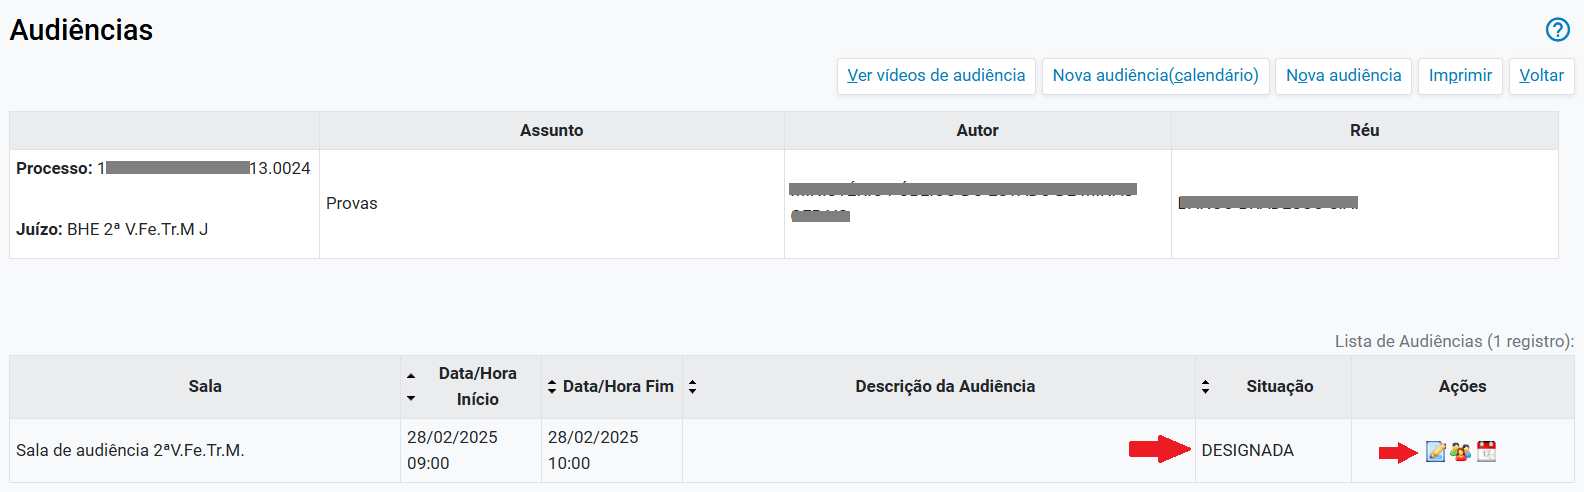 Audiências
Ver vídeos de audiência Nova audiência(calendário) Nova audiência Imprimir Voltar
Assunto Autor Réu
Processo: 1 13.0024
Provas
Juízo: BHE 2ª V.Fe.Tr.M J
Lista de Audiências (1 registro):
Sala Data/Hora Início Data/Hora Fim Descrição da Audiência Situação Ações
Sala de audiência 2ªV.Fe.Tr.M. 28/02/2025 09:00 28/02/2025 10:00 DESIGNADA